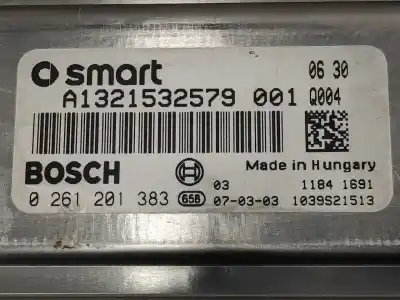 smart 06 30
A1321532579 001 Q004
BOSCH Made in Hungary
03 1184 1691
0 261 201 383 65B 07-03-03 1039S21513